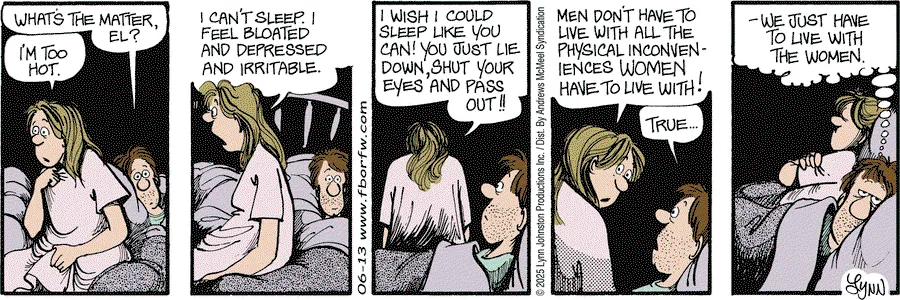 WHAT'S THE MATTER,
EL?
I'M TOO
HOT.
I CAN'T SLEEP. I
FEEL BLOATED
AND DEPRESSED
AND IRRITABLE.
06-13 www.fborfw.com
I WISH I COULD
SLEEP LIKE YOU
CAN! YOU JUST LIE
DOWN, SHUT YOUR
EYES AND PASS
OUT!!
© 2025 Lynn Johnston Productions Inc. / Dist. By Andrews McMeel Syndication
MEN DON'T HAVE TO
LIVE WITH ALL THE
PHYSICAL INCONVEN-
IENCES WOMEN
HAVE TO LIVE WITH!
TRUE...
-WE JUST HAVE
TO LIVE WITH
THE WOMEN.
LYNN